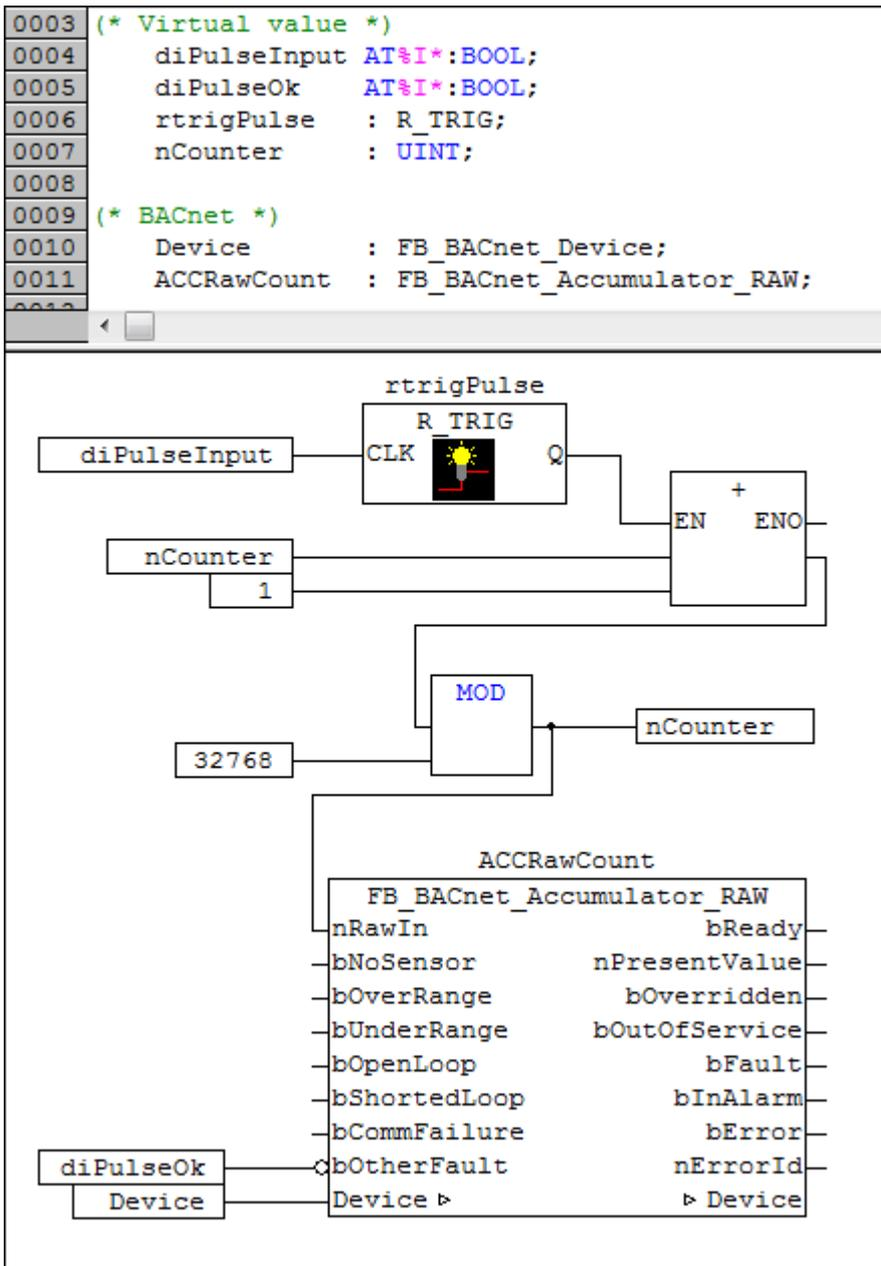 0003 (* Virtual value *)
0004 diPulseInput AT%I*:BOOL;
0005 diPulseOk AT%I*:BOOL;
0006 rtrigPulse : R_TRIG;
0007 nCounter : UINT;
0008
0009 (* BACnet *)
0010 Device : FB_BACnet_Device;
0011 ACCRawCount : FB_BACnet_Accumulator_RAW;
rtrigPulse
R_TRIG
diPulseInput CLK Q
+
EN ENO
nCounter
1
MOD
nCounter
32768
ACCRawCount
FB_BACnet_Accumulator_RAW
nRawIn bReady
bNoSensor nPresentValue
bOverRange bOverridden
bUnderRange bOutOfService
bOpenLoop bFault
bShortedLoop bInAlarm
bCommFailure bError
diPulseOk bOtherFault nErrorId
Device Device ▹ ▹ Device